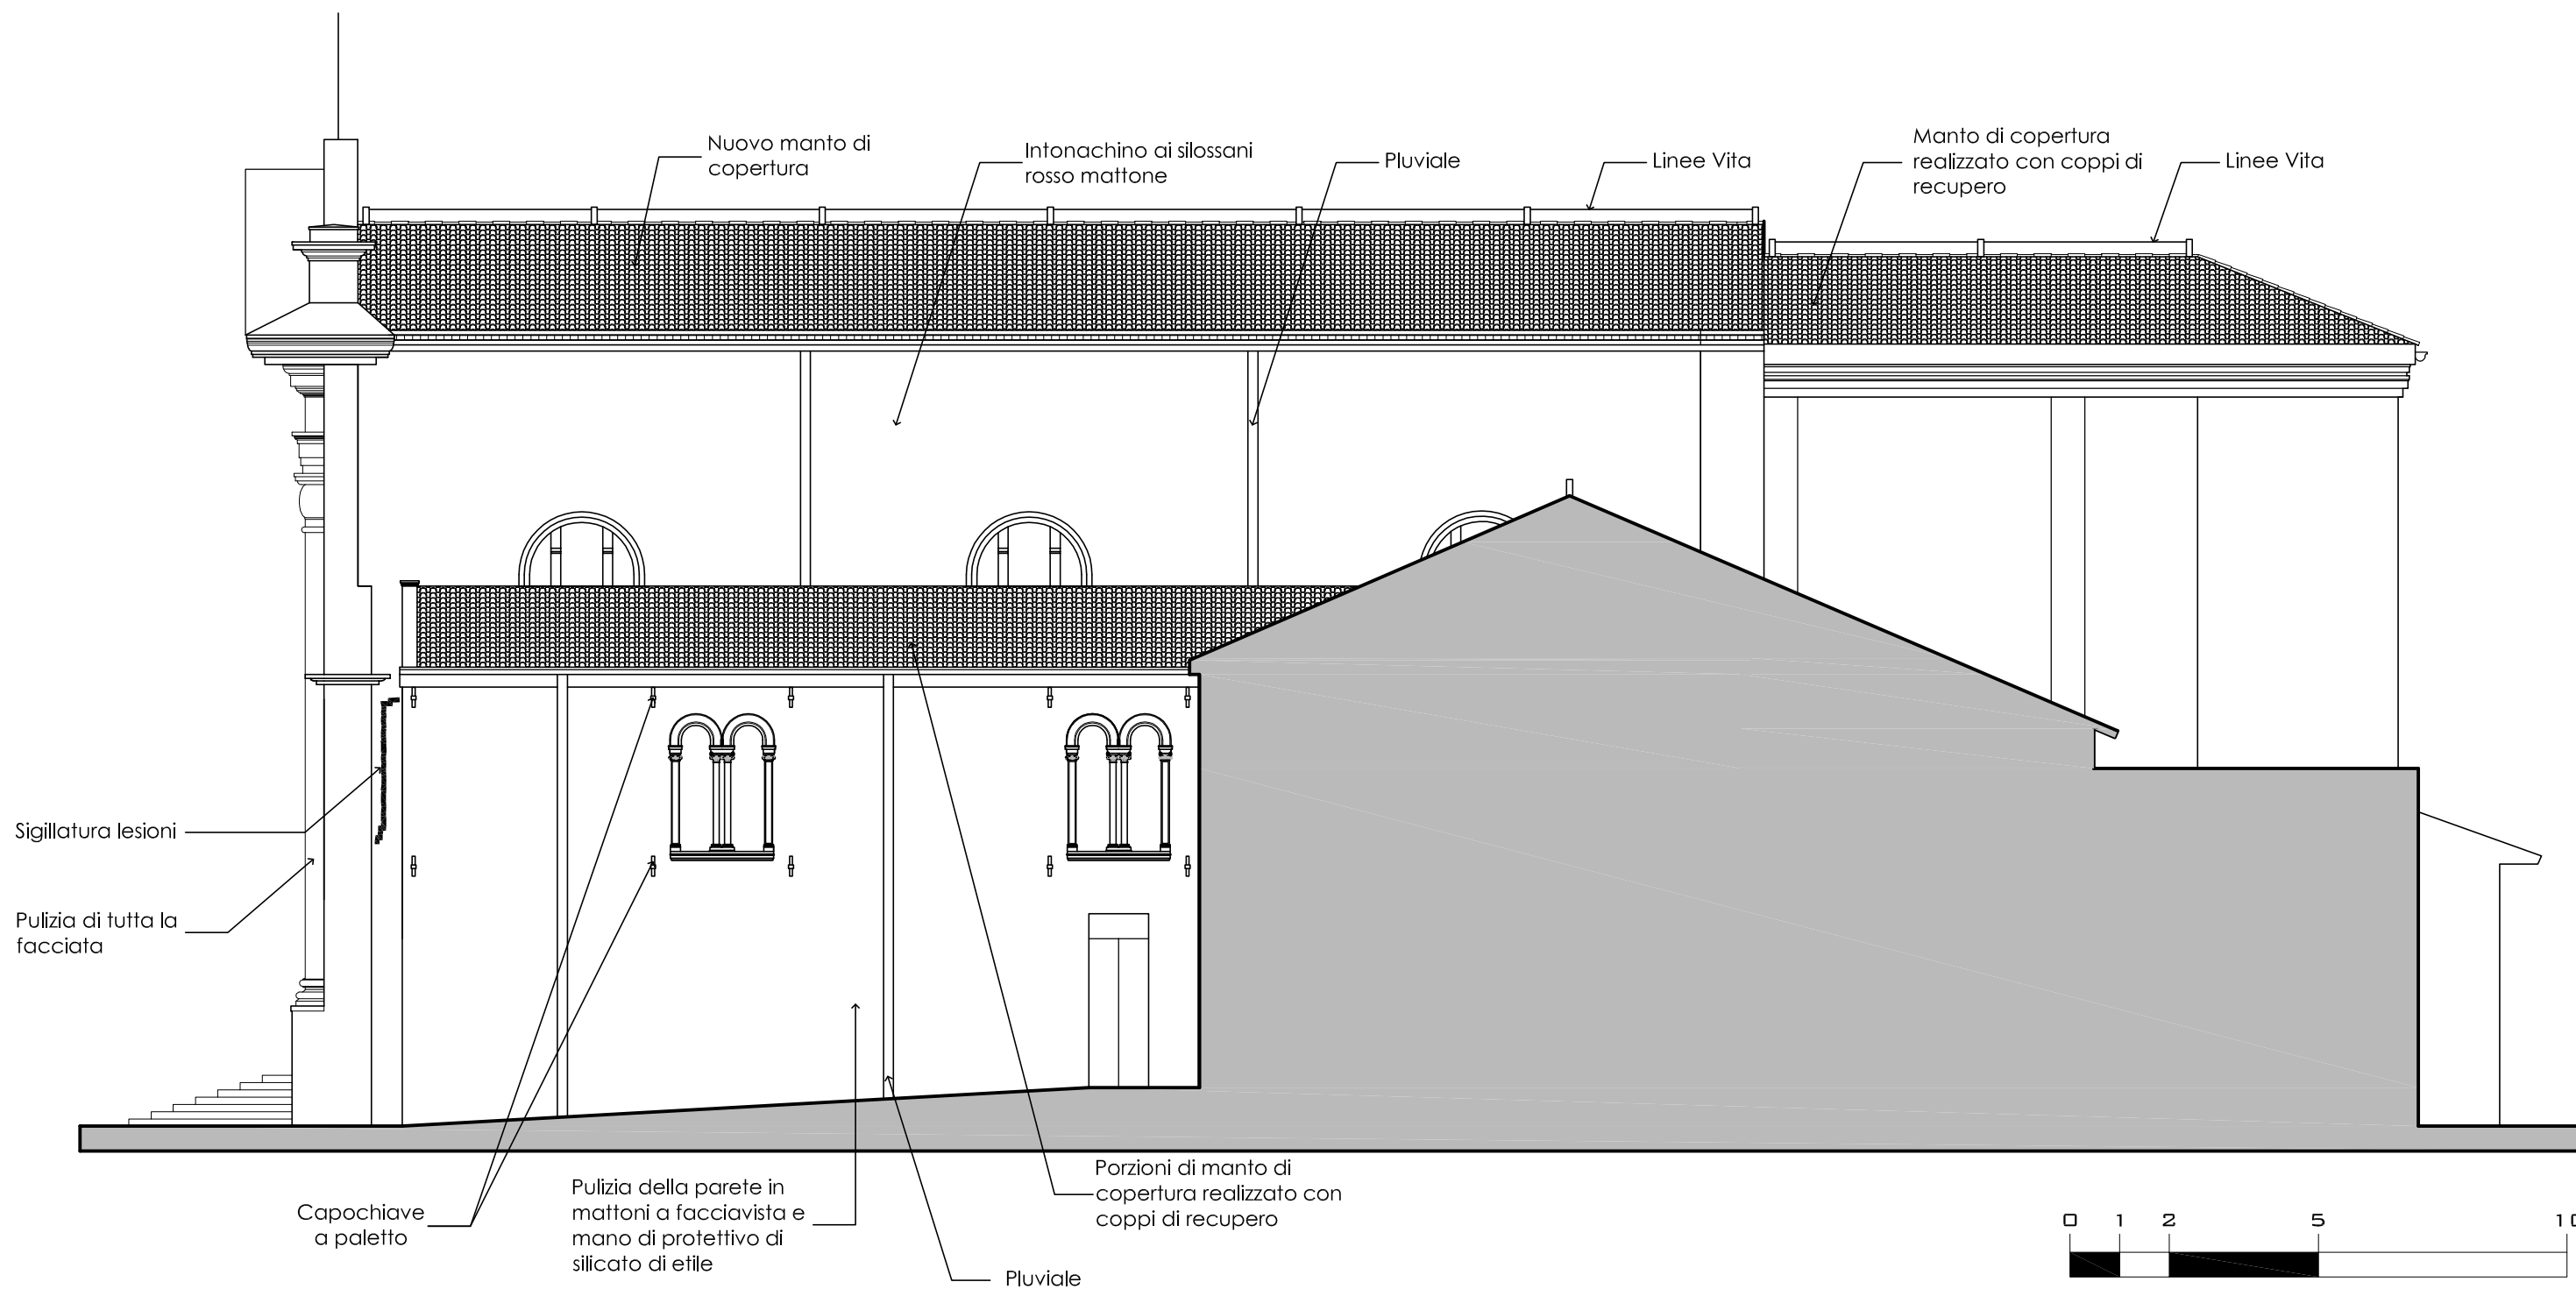 Nuovo manto di
copertura
Intonachino ai silossani
rosso mattone
Pluviale
Linee Vita
Manto di copertura
realizzato con coppi di
recupero
Linee Vita
Sigillatura lesioni
Pulizia di tutta la
facciata
Capochiave
a paletto
Pulizia della parete in
mattoni a facciavista e
mano di protettivo di
silicato di etile
Porzioni di manto di
copertura realizzato con
coppi di recupero
Pluviale
0 1 2 5 10